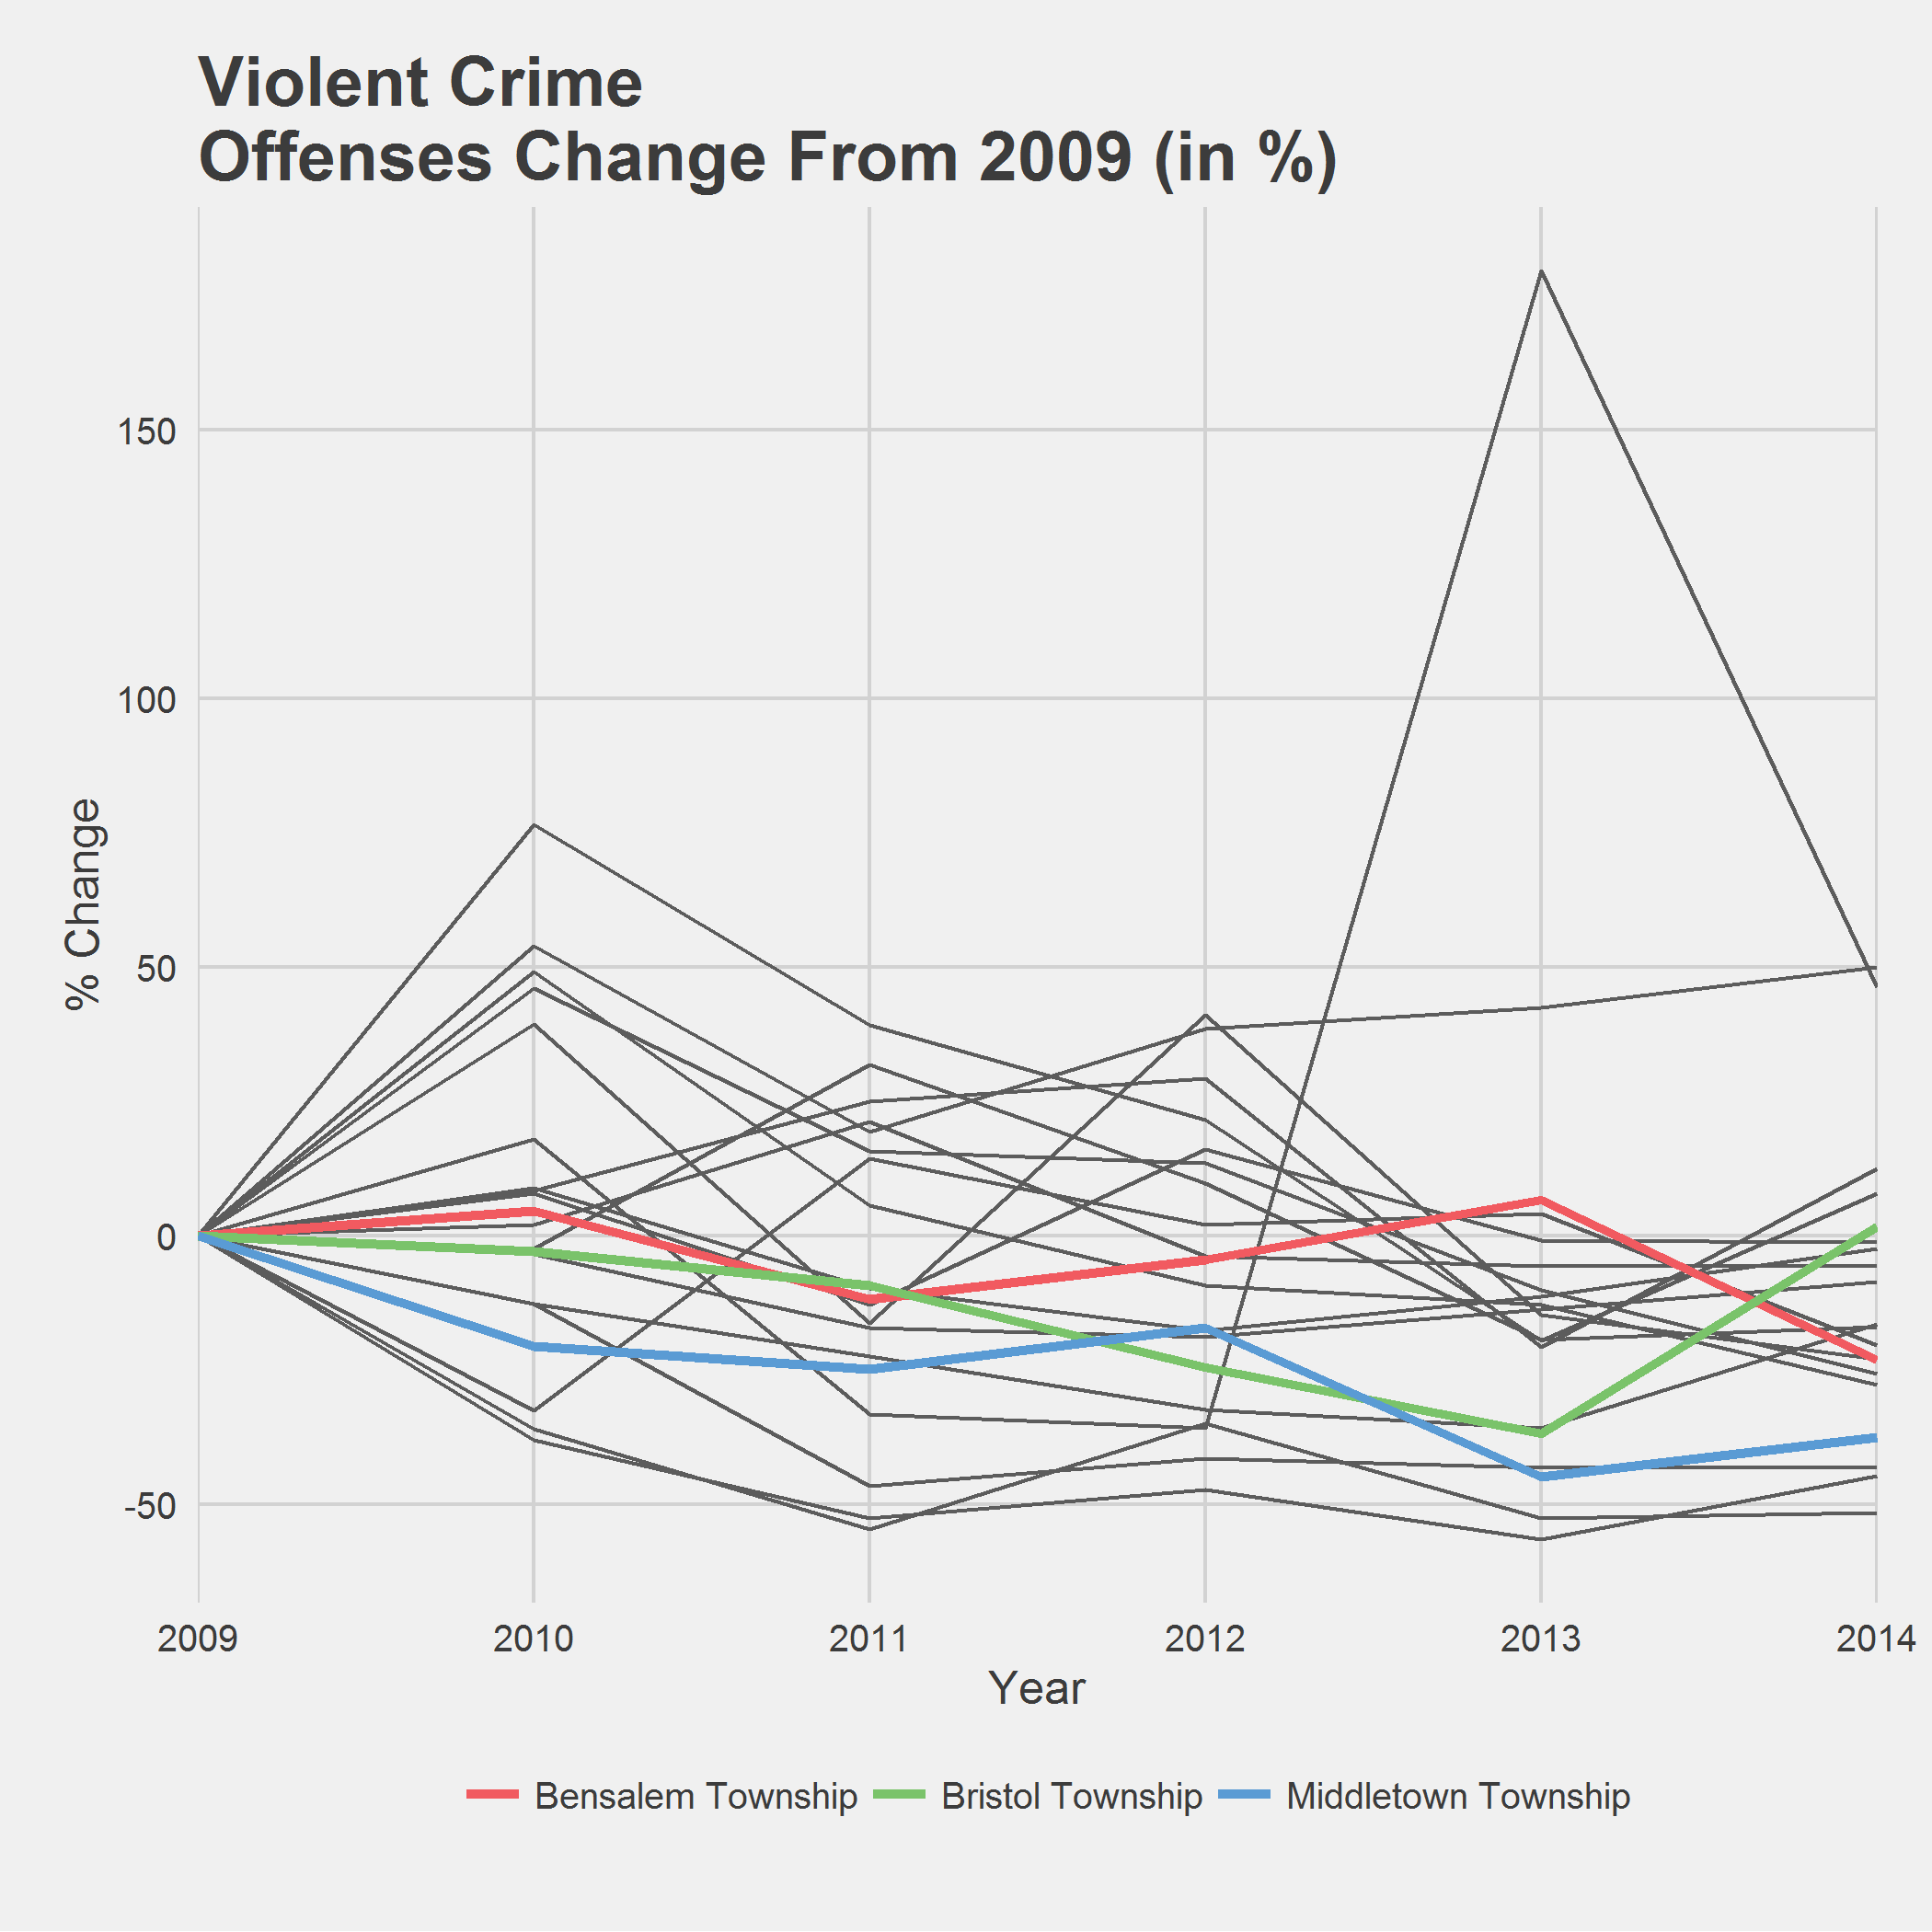 Violent Crime
Offenses Change From 2009 (in %)
150
100
50
0
-50
% Change
2009 2010 2011 2012 2013 2014
Year
Bensalem Township Bristol Township Middletown Township